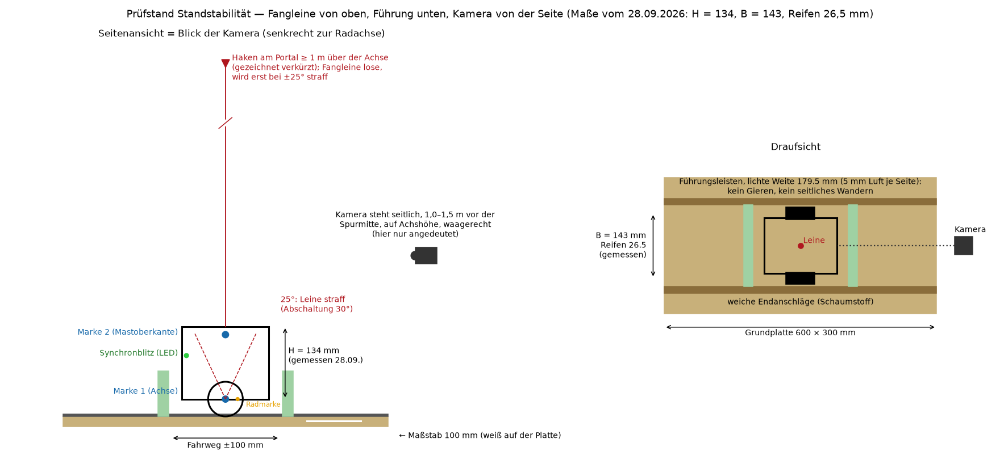 Prüfstand Standstabilität — Fangleine von oben, Führung unten, Kamera von der Seite (Maße vom 28.09.2026: H = 134, B = 143, Reifen 26,5 mm)
Seitenansicht = Blick der Kamera (senkrecht zur Radachse)
Haken am Portal ≥ 1 m über der Achse
(gezeichnet verkürzt); Fangleine lose,
wird erst bei ±25° straff
Kamera steht seitlich, 1,0–1,5 m vor der
Spurmitte, auf Achshöhe, waagerecht
(hier nur angedeutet)
25°: Leine straff
(Abschaltung 30°)
Marke 2 (Mastoberkante)
Synchronblitz (LED)
H = 134 mm
(gemessen 28.09.)
Marke 1 (Achse)
Radmarke
← Maßstab 100 mm (weiß auf der Platte)
Fahrweg ±100 mm
Draufsicht
Führungsleisten, lichte Weite 179.5 mm (5 mm Luft je Seite):
kein Gieren, kein seitliches Wandern
Kamera
B = 143 mm
Reifen 26.5
(gemessen)
Leine
weiche Endanschläge (Schaumstoff)
Grundplatte 600 × 300 mm